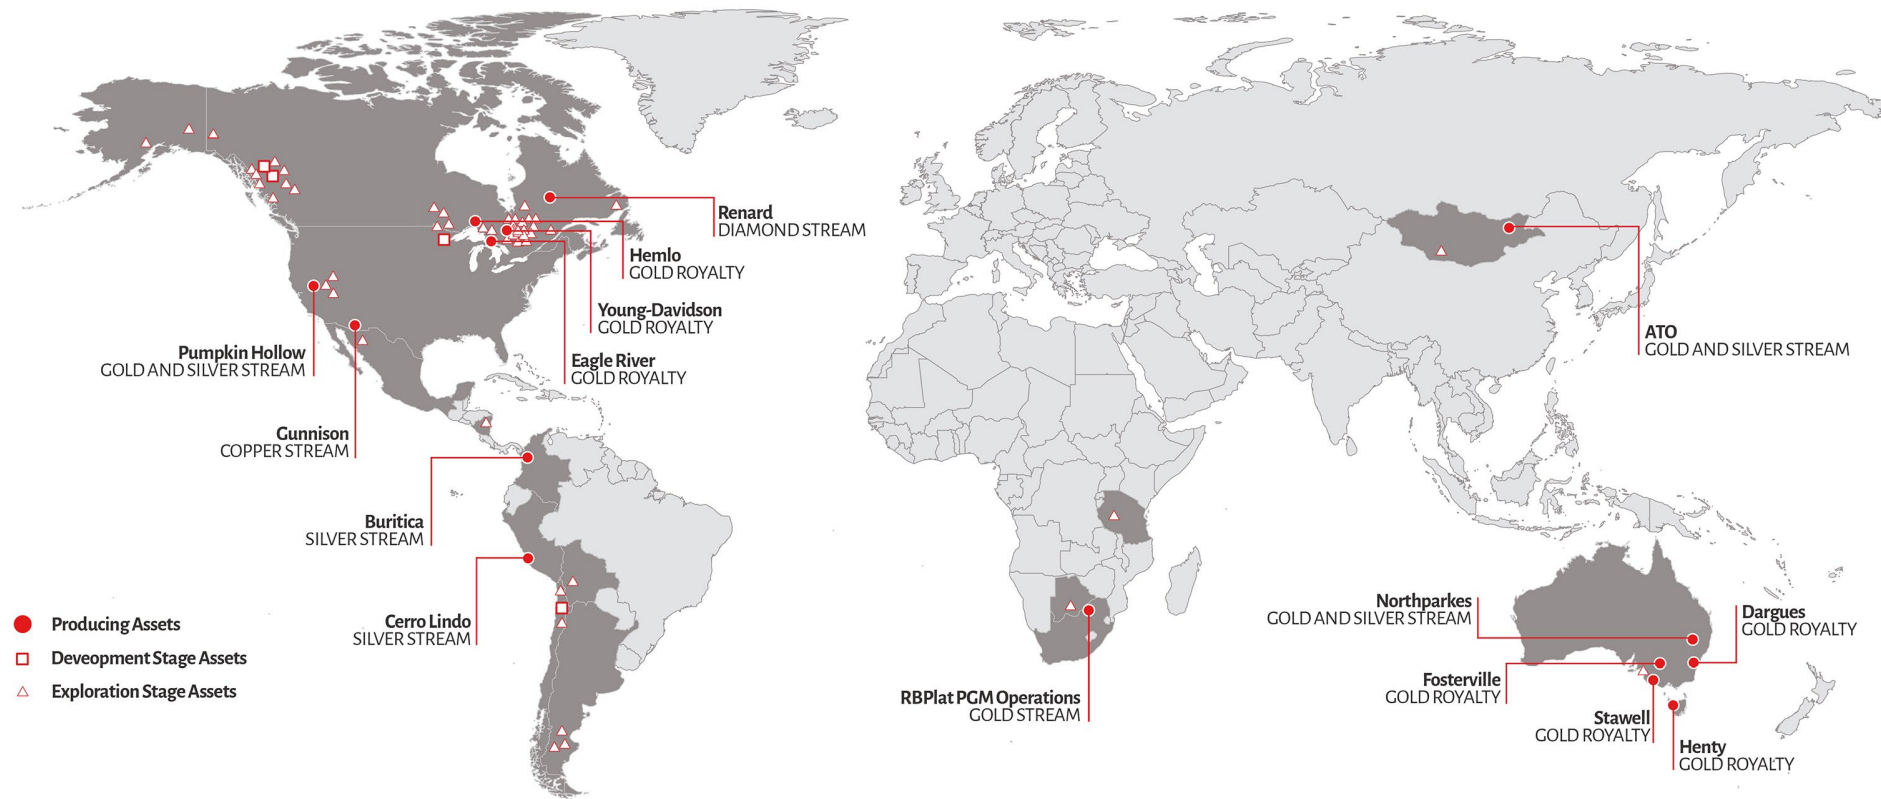 Renard
DIAMOND STREAM
Hemlo
GOLD ROYALTY
Young-Davidson
GOLD ROYALTY
Eagle River
GOLD ROYALTY
Pumpkin Hollow
GOLD AND SILVER STREAM
Gunnison
COPPER STREAM
Buritica
SILVER STREAM
Cerro Lindo
SILVER STREAM
ATO
GOLD AND SILVER STREAM
RBPlat PGM Operations
GOLD STREAM
Northparkes
GOLD AND SILVER STREAM
Dargues
GOLD ROYALTY
Fosterville
GOLD ROYALTY
Stawell
GOLD ROYALTY
Henty
GOLD ROYALTY
Producing Assets
Deveopment Stage Assets
Exploration Stage Assets